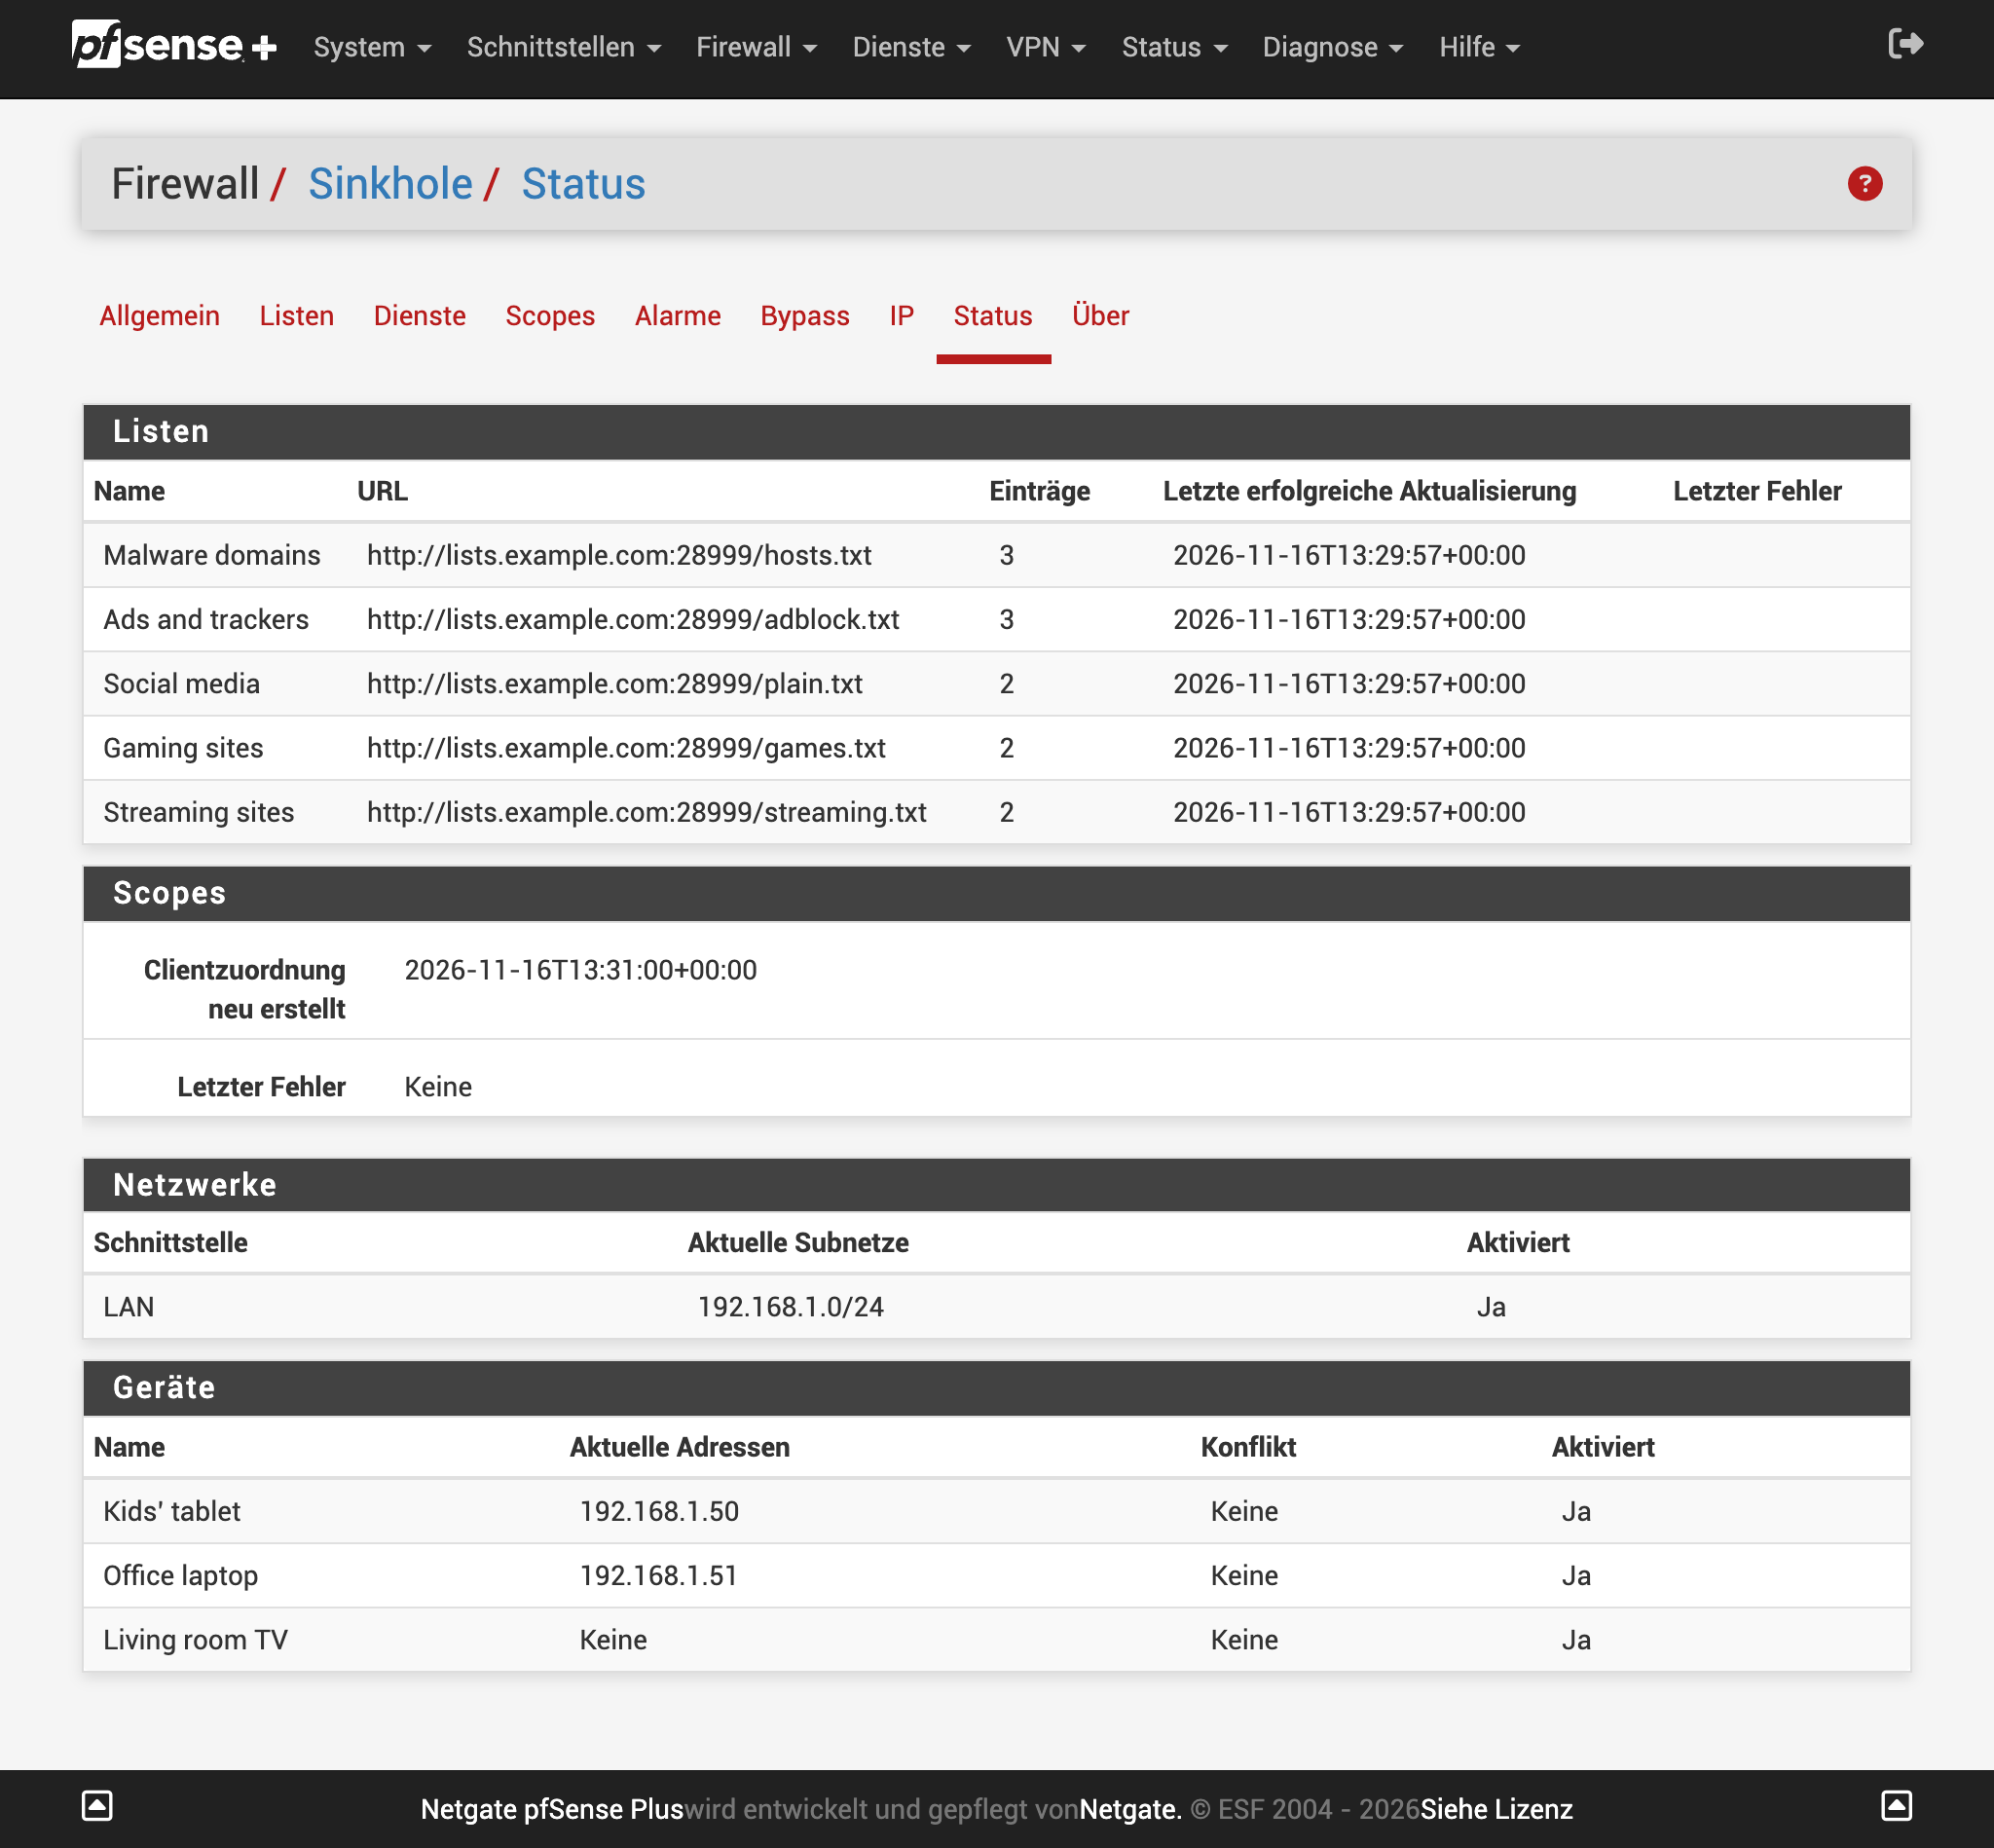 pfsense+ System Schnittstellen Firewall Dienste VPN Status Diagnose Hilfe
Firewall / Sinkhole / Status
Allgemein Listen Dienste Scopes Alarme Bypass IP Status Über
Listen
Name URL Einträge Letzte erfolgreiche Aktualisierung Letzter Fehler
Malware domains http://lists.example.com:28999/hosts.txt 3 2026-11-16T13:29:57+00:00
Ads and trackers http://lists.example.com:28999/adblock.txt 3 2026-11-16T13:29:57+00:00
Social media http://lists.example.com:28999/plain.txt 2 2026-11-16T13:29:57+00:00
Gaming sites http://lists.example.com:28999/games.txt 2 2026-11-16T13:29:57+00:00
Streaming sites http://lists.example.com:28999/streaming.txt 2 2026-11-16T13:29:57+00:00
Scopes
Clientzuordnung 2026-11-16T13:31:00+00:00
neu erstellt
Letzter Fehler Keine
Netzwerke
Schnittstelle Aktuelle Subnetze Aktiviert
LAN 192.168.1.0/24 Ja
Geräte
Name Aktuelle Adressen Konflikt Aktiviert
Kids' tablet 192.168.1.50 Keine Ja
Office laptop 192.168.1.51 Keine Ja
Living room TV Keine Keine Ja
Netgate pfSense Pluswird entwickelt und gepflegt vonNetgate. © ESF 2004 - 2026Siehe Lizenz